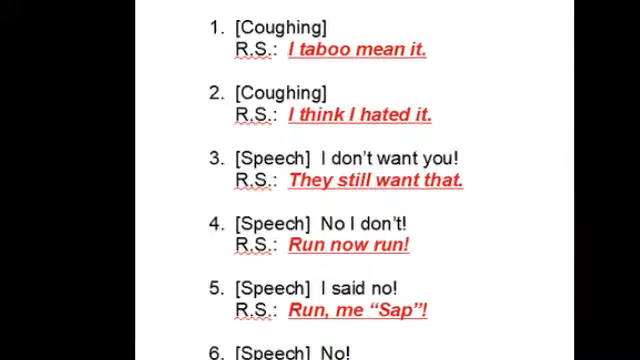 1. [Coughing]
R.S.: I taboo mean it.
2. [Coughing]
R.S.: I think I hated it.
3. [Speech] I don't want you!
R.S.: They still want that.
4. [Speech] No I don't!
R.S.: Run now run!
5. [Speech] I said no!
R.S.: Run, me “Sap”!
6. [Speech] No!